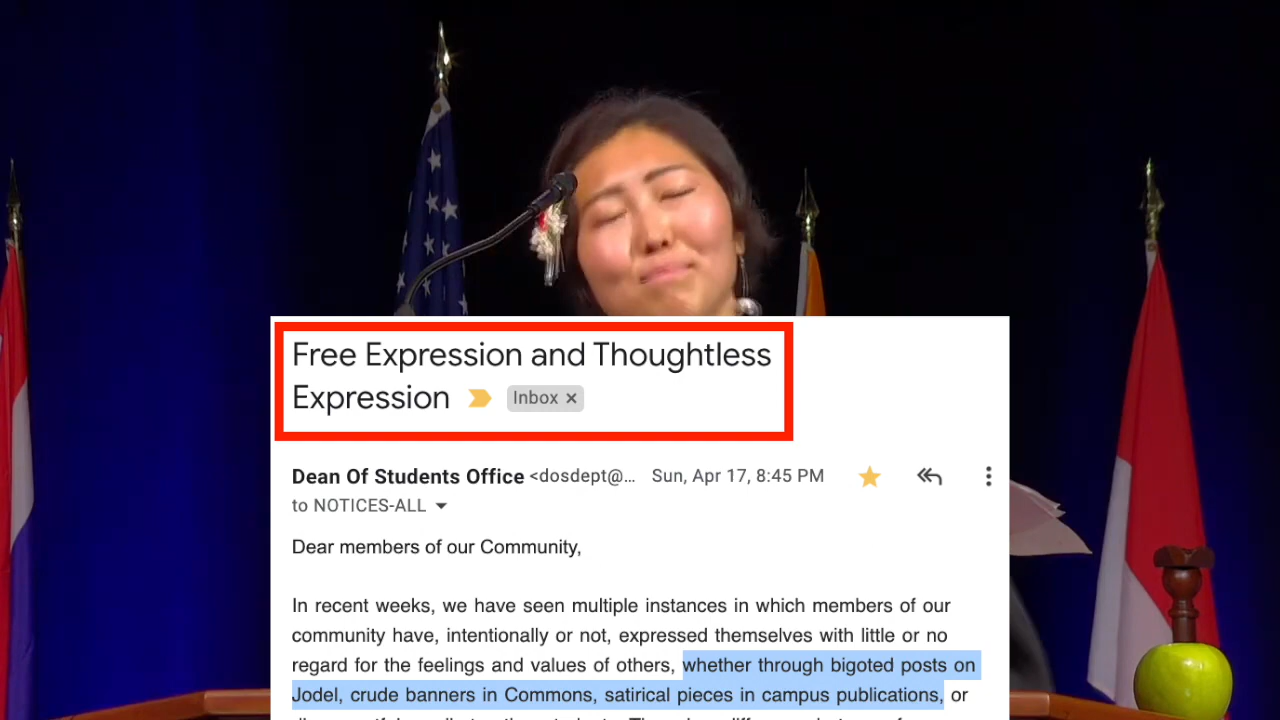 Free Expression and Thoughtless
Expression Inbox ×
Dean Of Students Office <dosdept@... Sun, Apr 17, 8:45 PM
to NOTICES-ALL
Dear members of our Community,
In recent weeks, we have seen multiple instances in which members of our
community have, intentionally or not, expressed themselves with little or no
regard for the feelings and values of others, whether through bigoted posts on
Jodel, crude banners in Commons, satirical pieces in campus publications, or